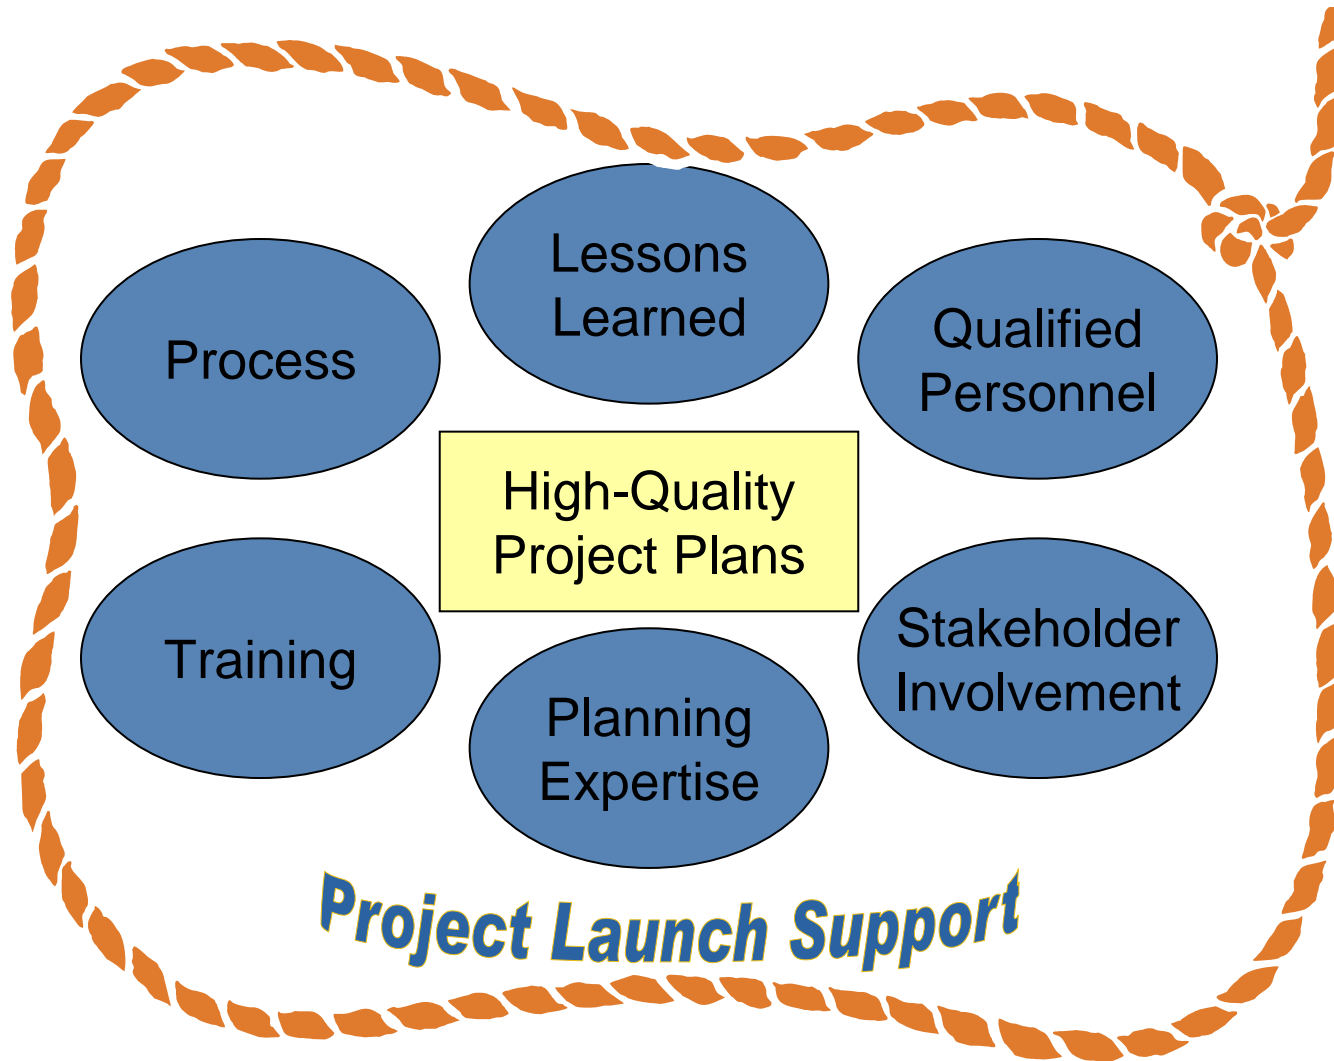 Lessons
Learned
Process
Qualified
Personnel
High-Quality
Project Plans
Training
Stakeholder
Involvement
Planning
Expertise
Project Launch Support